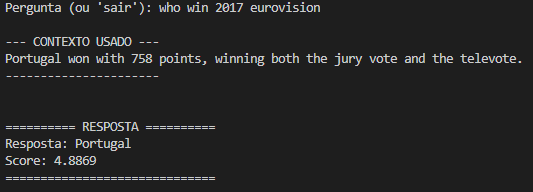 Pergunta (ou 'sair'): who win 2017 eurovision
--- CONTEXTO USADO ---
Portugal won with 758 points, winning both the jury vote and the televote.
----------------------
========== RESPOSTA ==========
Resposta: Portugal
Score: 4.8869
==============================